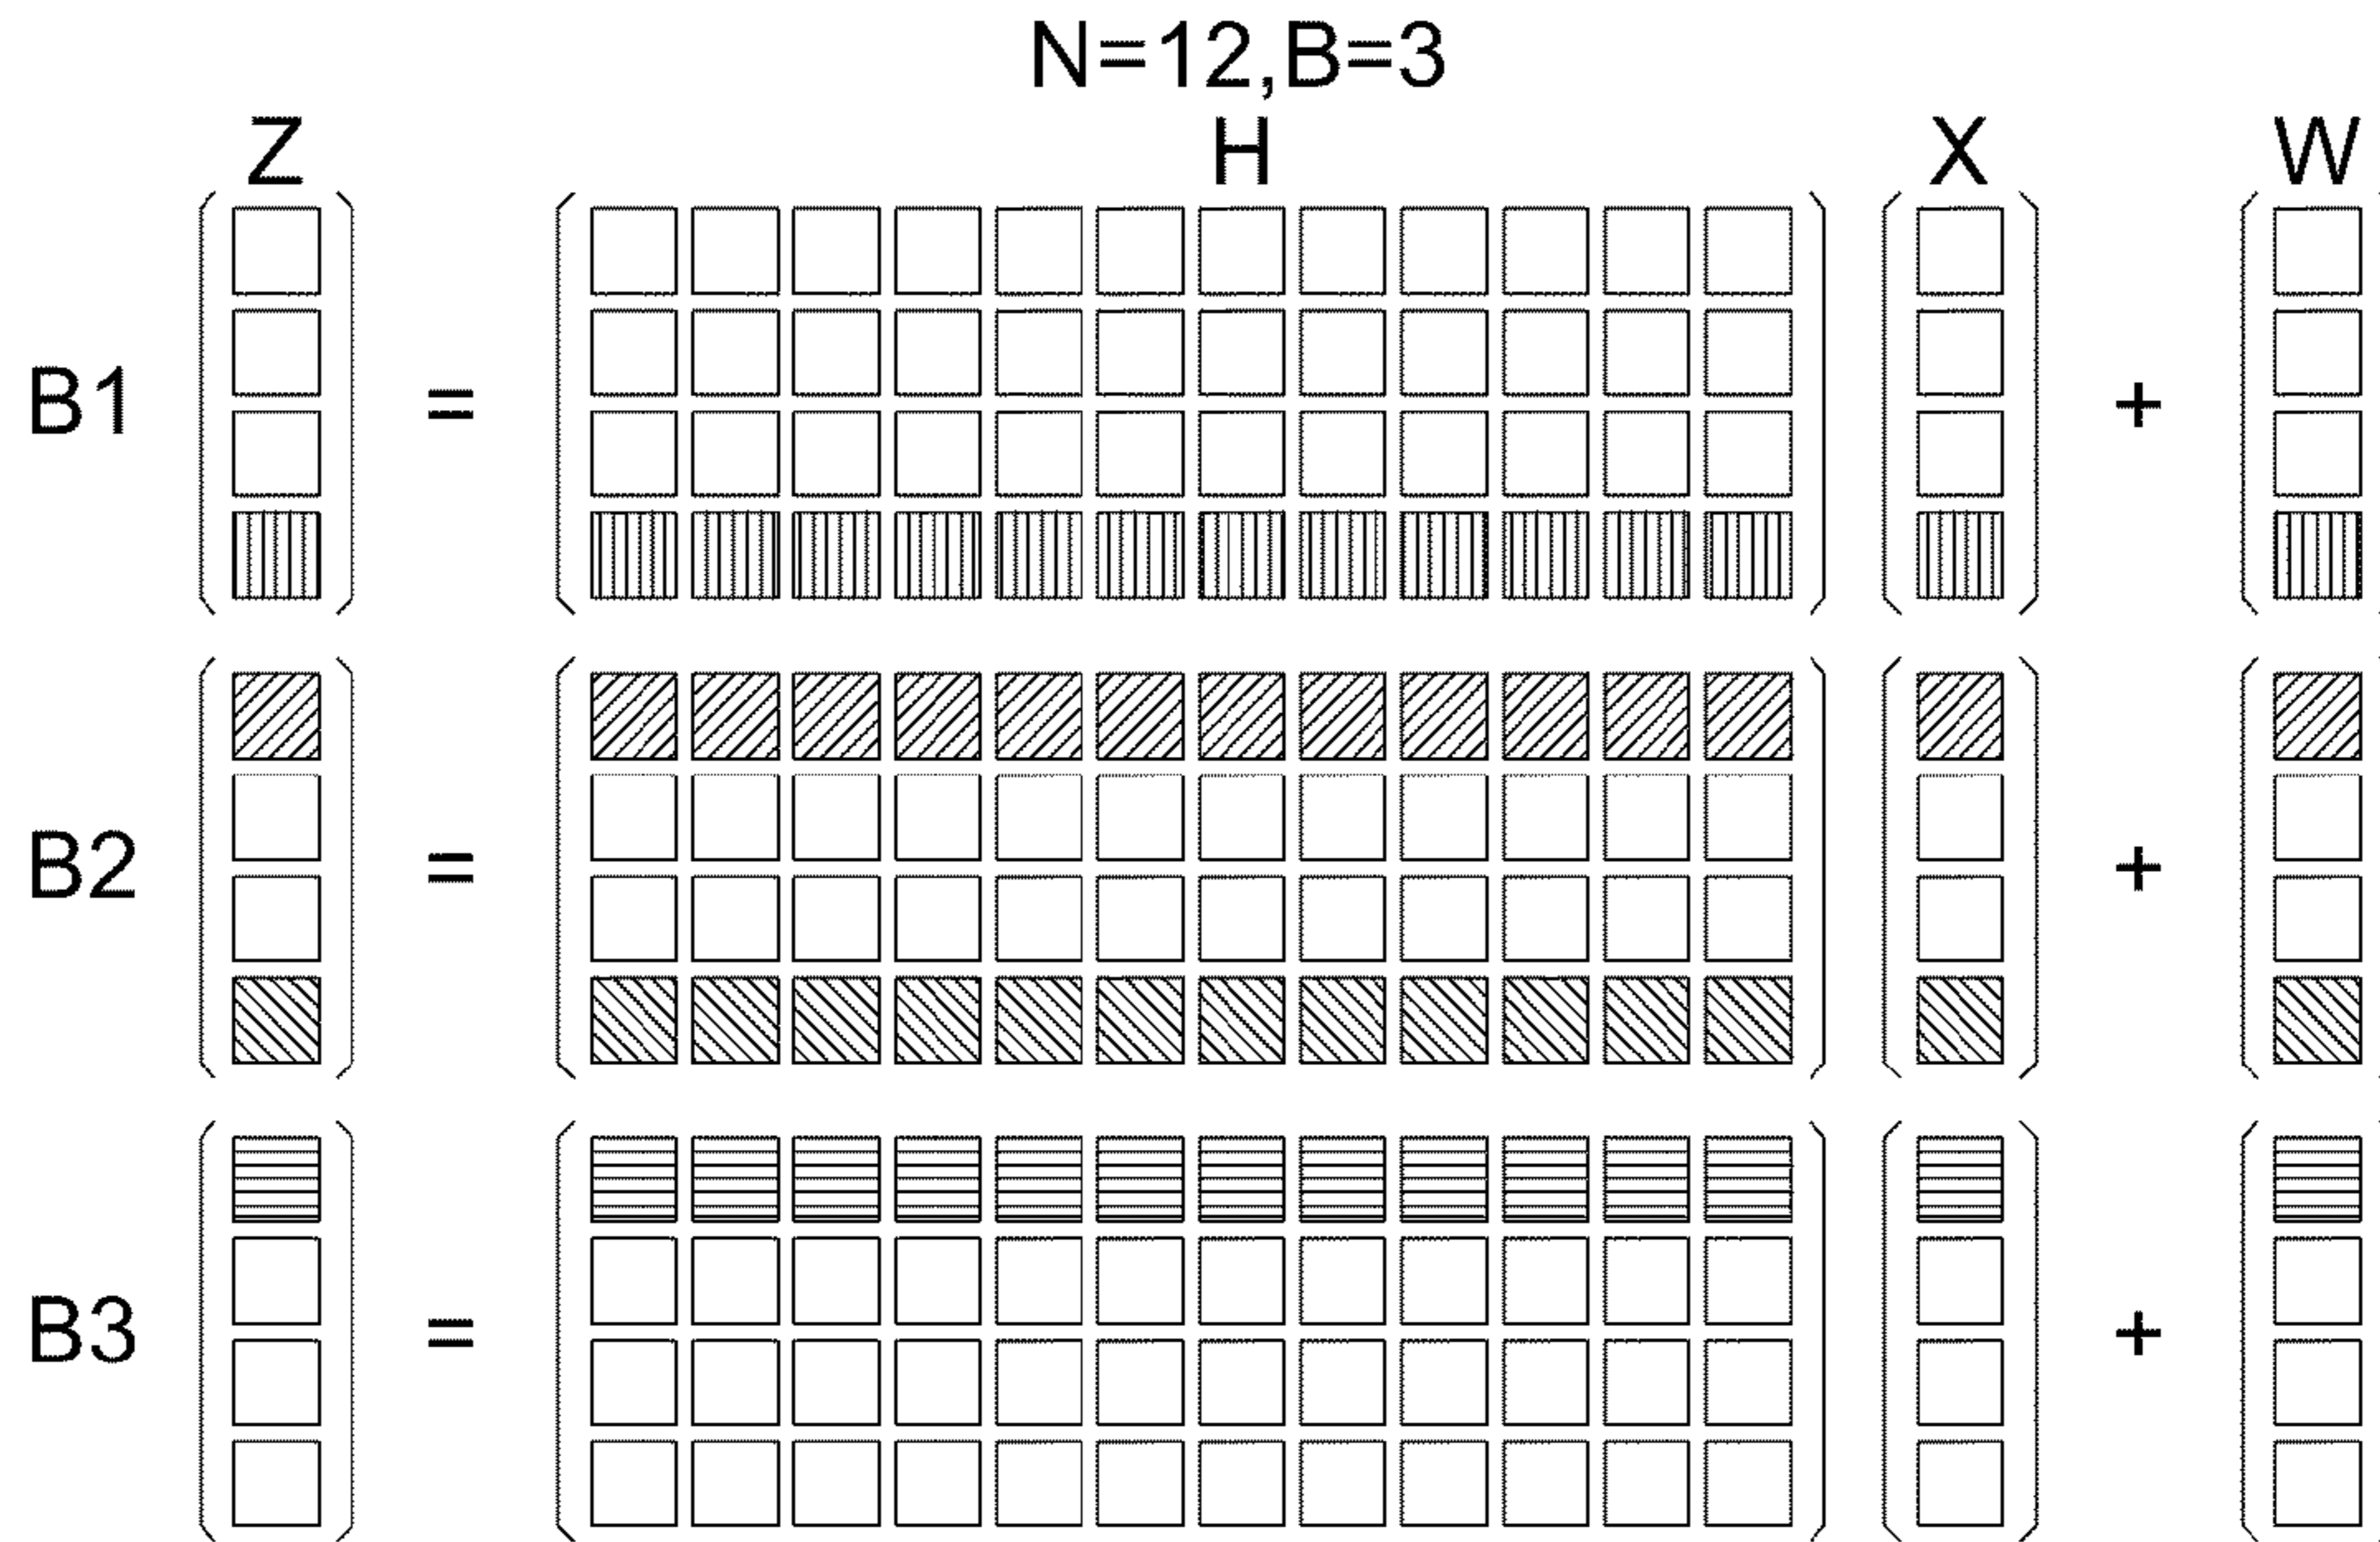 N=12,B=3
Z H X W
B1 = +
B2 = +
B3 = +